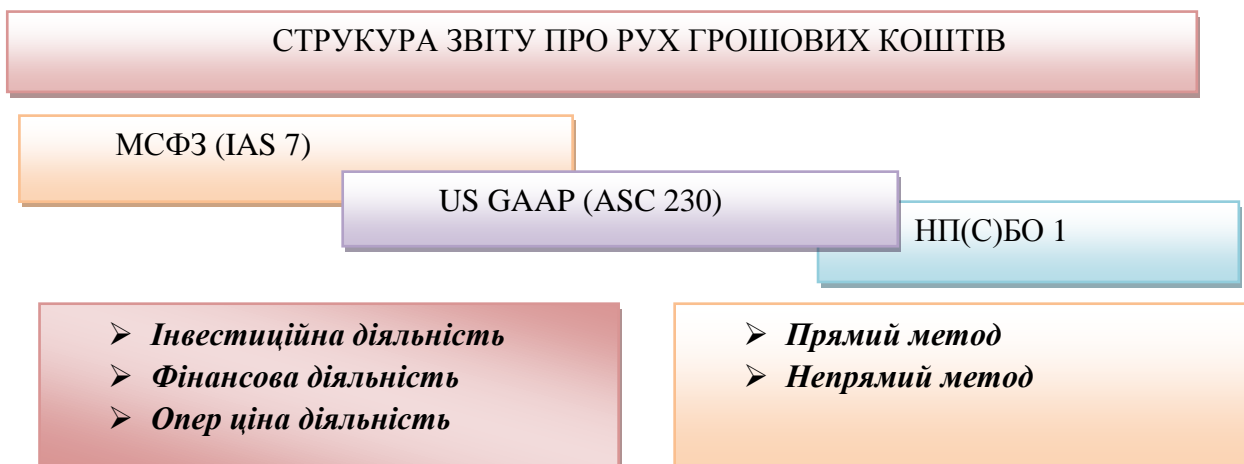 СТРУКУРА ЗВІТУ ПРО РУХ ГРОШОВИХ КОШТІВ
МСФЗ (IAS 7)
US GAAP (ASC 230)
НП(С)БО 1
➢ Інвестиційна діяльність
➢ Фінансова діяльність
➢ Опер ціна діяльність
➢ Прямий метод
➢ Непрямий метод